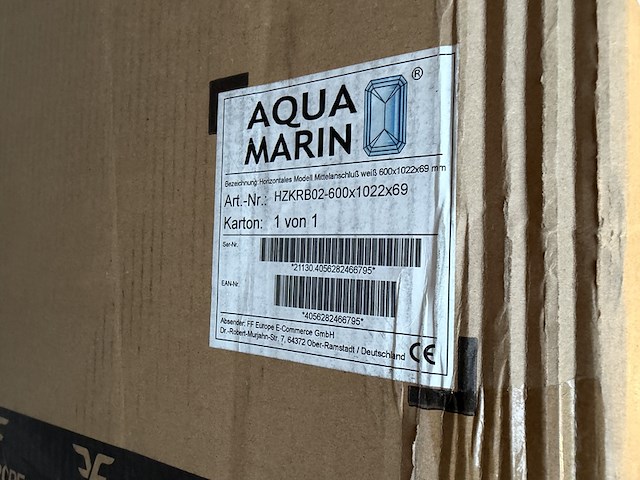 AQUA
MARIN
®
Bezeichnung: Horizontales Modell Mittelanschluß weiß 600x1022x69 mm
Art.-Nr.: HZKRB02-600x1022x69
Karton: 1 von 1
Ser-Nr.
*21130.4056282466795*
EAN-Nr.
*4056282466795*
Absender: FF Europe E-Commerce GmbH
Dr.-Robert-Murjahn-Str. 7, 64372 Ober-Ramstadt / Deutschland CE